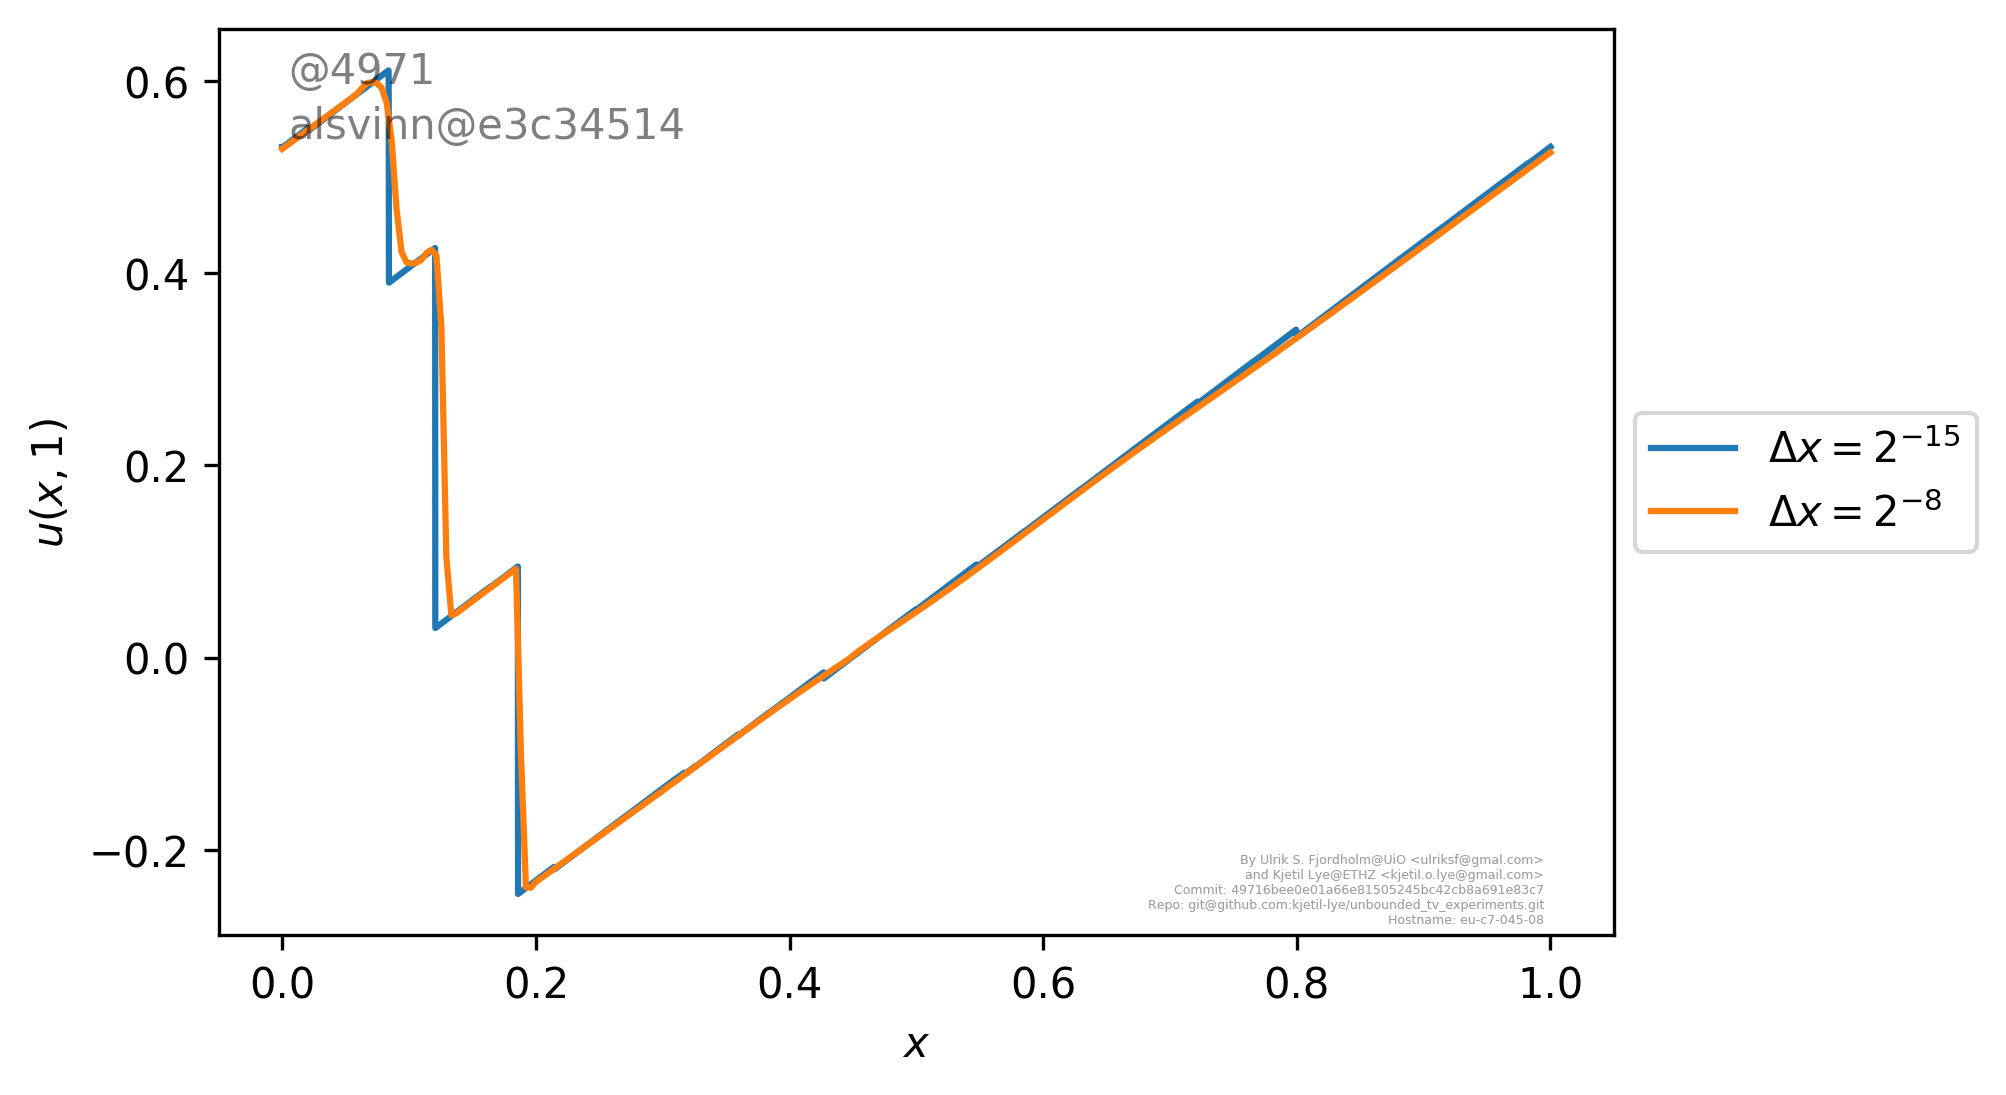 @4971
alsvinn@e3c34514
0.6
0.4
0.2
0.0
−0.2
u(x, 1)
Δx = 2⁻¹⁵
Δx = 2⁻⁸
By Ulrik S. Fjordholm@UiO <ulriksf@gmal.com>
and Kjetil Lye@ETHZ <kjetil.o.lye@gmail.com>
Commit: 49716bee0e01a66e81505245bc42cb8a691e83c7
Repo: git@github.com:kjetil-lye/unbounded_tv_experiments.git
Hostname: eu-c7-045-08
0.0 0.2 0.4 0.6 0.8 1.0
x